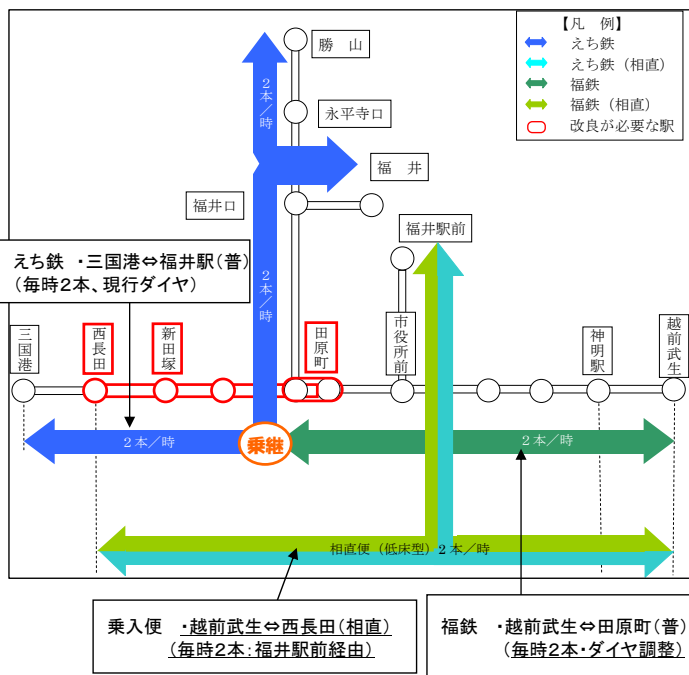 【凡　例】
えち鉄
えち鉄（相直）
福鉄
福鉄（相直）
改良が必要な駅
勝　山
2本／時
永平寺口
福　井
福井口
福井駅前
えち鉄　・三国港⇔福井駅(普)
(毎時2本、現行ダイヤ)
2本／時
三国港
西長田
新田塚
田原町
市役所前
神明駅
越前武生
2本／時
乗継
2本／時
相直便（低床型）2本／時
乗入便　・越前武生⇔西長田(相直)
(毎時2本:福井駅前経由)
福鉄　・越前武生⇔田原町(普)
(毎時2本・ダイヤ調整)